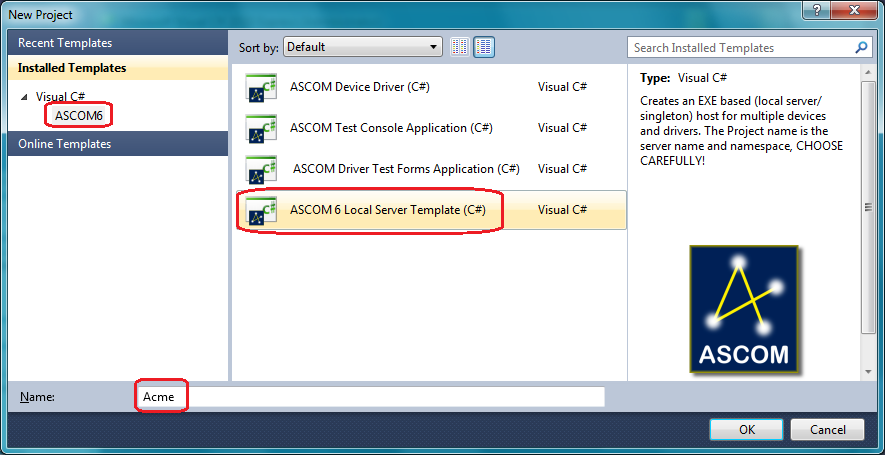 New Project
Recent Templates
Installed Templates
Visual C#
ASCOM6
Online Templates
Sort by: Default
ASCOM Device Driver (C#) Visual C#
ASCOM Test Console Application (C#) Visual C#
ASCOM Driver Test Forms Application (C#) Visual C#
ASCOM 6 Local Server Template (C#) Visual C#
Search Installed Templates
Type: Visual C#
Creates an EXE based (local server/
singleton) host for multiple devices
and drivers. The Project name is the
server name and namespace, CHOOSE
CAREFULLY!
ASCOM
Name: Acme
OK Cancel